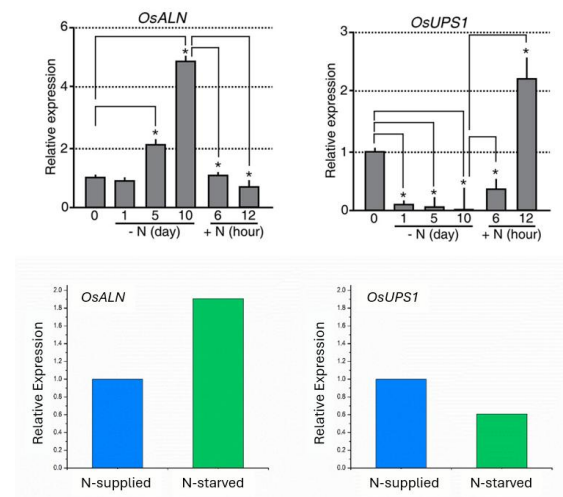 OsALN
Relative expression
6
4
2
0
*
*
*
*
0 1 5 10 6 12
- N (day) + N (hour)
OsUPS1
Relative expression
3
2
1
0
*
*
*
*
*
0 1 5 10 6 12
- N (day) + N (hour)
OsALN
Relative Expression
2.0
1.8
1.6
1.4
1.2
1.0
0.8
0.6
0.4
0.2
0.0
N-supplied N-starved
OsUPS1
Relative Expression
2.0
1.8
1.6
1.4
1.2
1.0
0.8
0.6
0.4
0.2
0.0
N-supplied N-starved